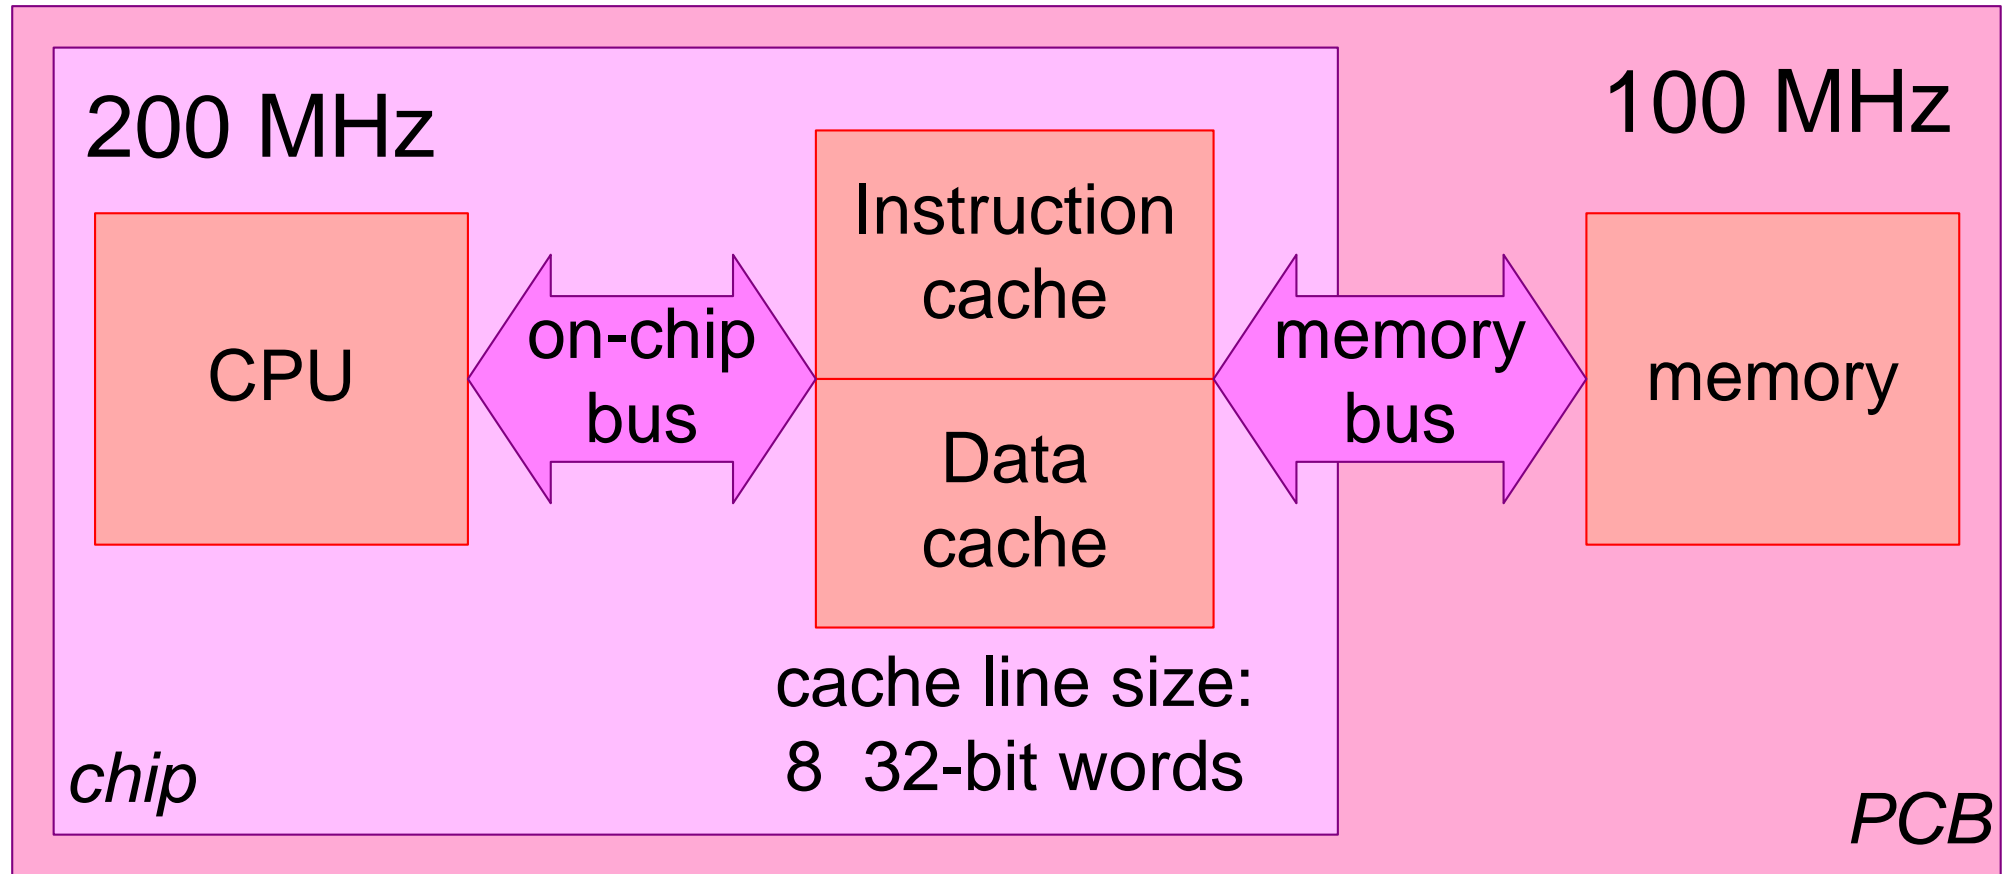 200 MHz
100 MHz
CPU
on-chip
bus
Instruction
cache
Data
cache
memory
bus
memory
cache line size:
8  32-bit words
chip
PCB